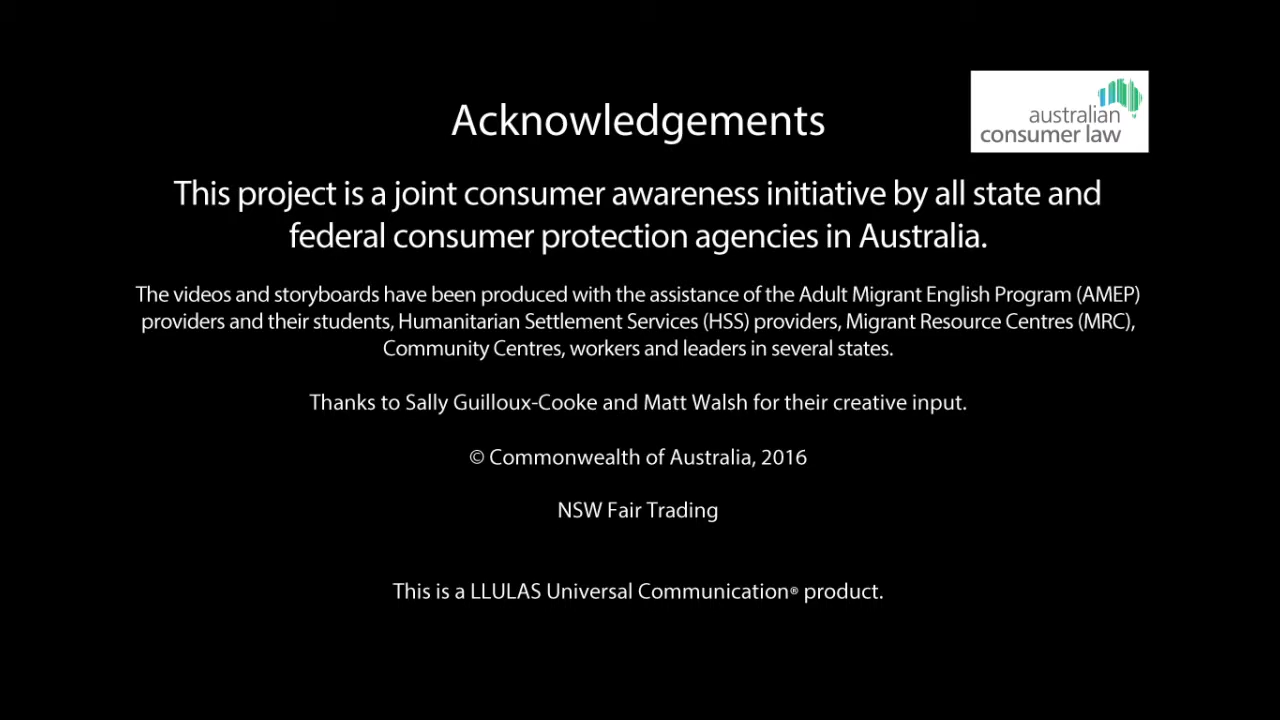 Acknowledgements
australian
consumer law
This project is a joint consumer awareness initiative by all state and
federal consumer protection agencies in Australia.
The videos and storyboards have been produced with the assistance of the Adult Migrant English Program (AMEP)
providers and their students, Humanitarian Settlement Services (HSS) providers, Migrant Resource Centres (MRC),
Community Centres, workers and leaders in several states.
Thanks to Sally Guilloux-Cooke and Matt Walsh for their creative input.
© Commonwealth of Australia, 2016
NSW Fair Trading
This is a LLULAS Universal Communication® product.